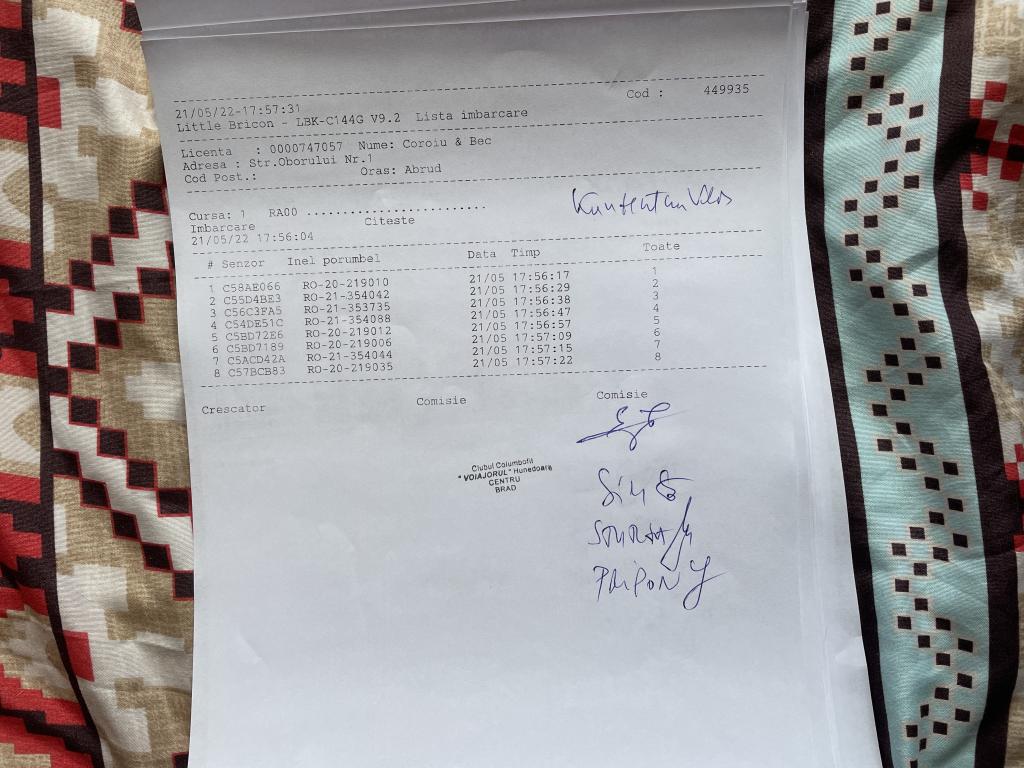 Cod : 449935
21/05/22-17:57:31
Little Bricon - LBK-C144G V9.2 Lista imbarcare
Licenta : 0000747057 Nume: Coroiu & Bec
Adresa : Str.Oborului Nr.1
Cod Post.: Oras: Abrud
Cursa: 1 RA00 .........................
Imbarcare Citeste
21/05/22 17:56:04
# Senzor Inel porumbel Data Timp Toate
1 C58AE066 RO-20-219010 21/05 17:56:17 1
2 C55D4BE3 RO-21-354042 21/05 17:56:29 2
3 C56C3FA5 RO-21-353735 21/05 17:56:38 3
4 C54DE51C RO-21-354088 21/05 17:56:47 4
5 C5BD72E6 RO-20-219012 21/05 17:56:57 5
6 C5BD7189 RO-20-219006 21/05 17:57:09 6
7 C5ACD42A RO-21-354044 21/05 17:57:15 7
8 C57BCB83 RO-20-219035 21/05 17:57:22 8
Crescator Comisie Comisie
Clubul Columbofil
"VOIAJORUL" Hunedoara
CENTRU
BRAD